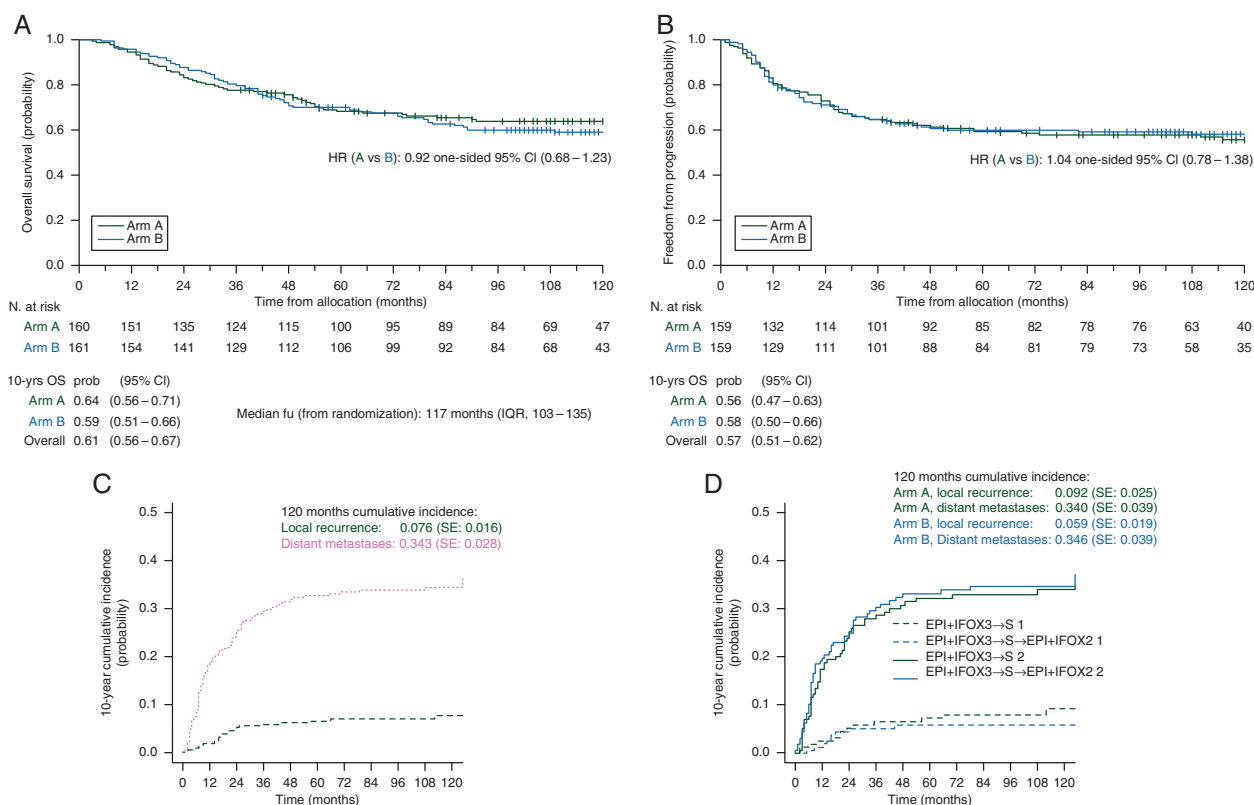 A
Overall survival (probability)
1.0
0.8
0.6
0.4
0.2
0.0
HR (A vs B): 0.92 one-sided 95% CI (0.68–1.23)
Arm A
Arm B
0 12 24 36 48 60 72 84 96 108 120
Time from allocation (months)
N. at risk
Arm A 160 151 135 124 115 100 95 89 84 69 47
Arm B 161 154 141 129 112 106 99 92 84 68 43
10-yrs OS prob (95% CI)
Arm A 0.64 (0.56–0.71)
Arm B 0.59 (0.51–0.66)
Overall 0.61 (0.56–0.67)
Median fu (from randomization): 117 months (IQR, 103–135)
B
Freedom from progression (probability)
1.0
0.8
0.6
0.4
0.2
0.0
HR (A vs B): 1.04 one-sided 95% CI (0.78–1.38)
Arm A
Arm B
0 12 24 36 48 60 72 84 96 108 120
Time from allocation (months)
N. at risk
Arm A 159 132 114 101 92 85 82 78 76 63 40
Arm B 159 129 111 101 88 84 81 79 73 58 35
10-yrs OS prob (95% CI)
Arm A 0.56 (0.47–0.63)
Arm B 0.58 (0.50–0.66)
Overall 0.57 (0.51–0.62)
C
10-year cumulative incidence
(probability)
0.5
0.4
0.3
0.2
0.1
0.0
120 months cumulative incidence:
Local recurrence: 0.076 (SE: 0.016)
Distant metastases: 0.343 (SE: 0.028)
0 12 24 36 48 60 72 84 96 108 120
Time (months)
D
10-year cumulative incidence
(probability)
0.5
0.4
0.3
0.2
0.1
0.0
120 months cumulative incidence:
Arm A, local recurrence: 0.092 (SE: 0.025)
Arm A, distant metastases: 0.340 (SE: 0.039)
Arm B, local recurrence: 0.059 (SE: 0.019)
Arm B, Distant metastases: 0.346 (SE: 0.039)
EPI+IFOX3→S 1
EPI+IFOX3→S→EPI+IFOX2 1
EPI+IFOX3→S 2
EPI+IFOX3→S→EPI+IFOX2 2
0 12 24 36 48 60 72 84 96 108 120
Time (months)